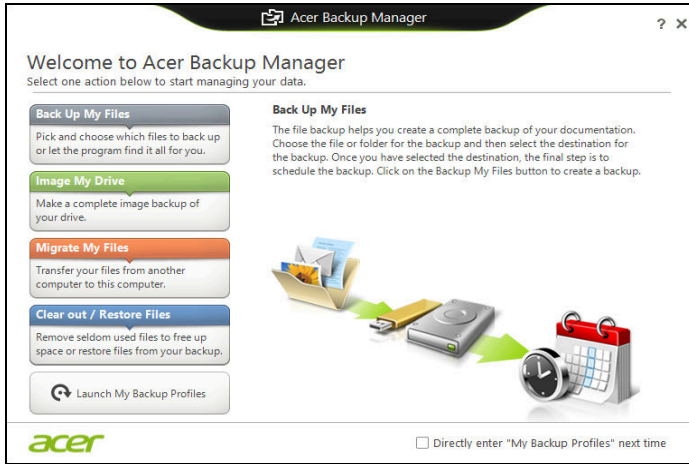 Acer Backup Manager
? ×
Welcome to Acer Backup Manager
Select one action below to start managing your data.
Back Up My Files
Pick and choose which files to back up
or let the program find it all for you.
Image My Drive
Make a complete image backup of
your drive.
Migrate My Files
Transfer your files from another
computer to this computer.
Clear out / Restore Files
Remove seldom used files to free up
space or restore files from your backup.
Launch My Backup Profiles
Back Up My Files
The file backup helps you create a complete backup of your documentation.
Choose the file or folder for the backup and then select the destination for
the backup. Once you have selected the destination, the final step is to
schedule the backup. Click on the Backup My Files button to create a backup.
acer
Directly enter "My Backup Profiles" next time